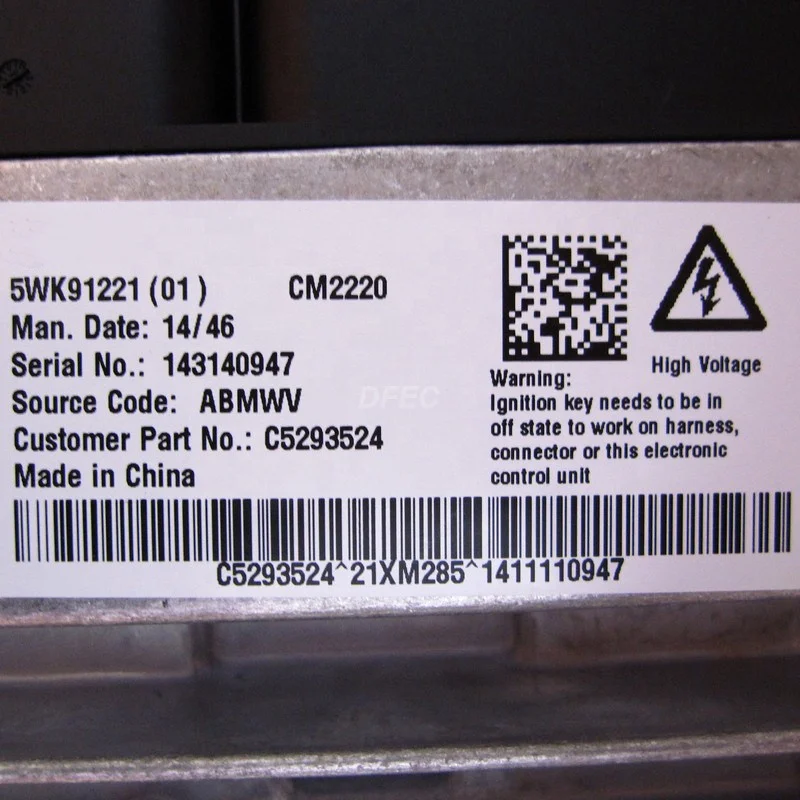 5WK91221 (01 ) CM2220
Man. Date: 14/46
Serial No.: 143140947
Source Code: ABMWV
Customer Part No.: C5293524
Made in China
High Voltage
Warning:
Ignition key needs to be in
off state to work on harness,
connector or this electronic
control unit
DFEC
C5293524^21XM285^1411110947